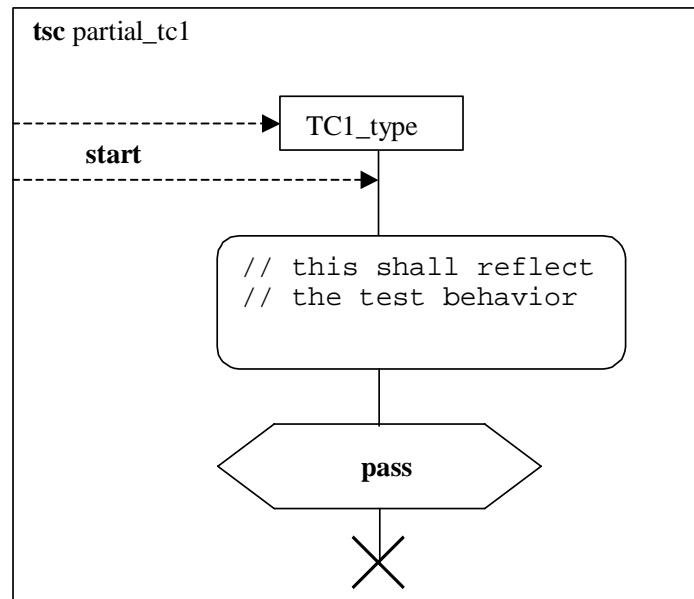 tsc partial_tc1
TC1_type
start
// this shall reflect
// the test behavior
pass